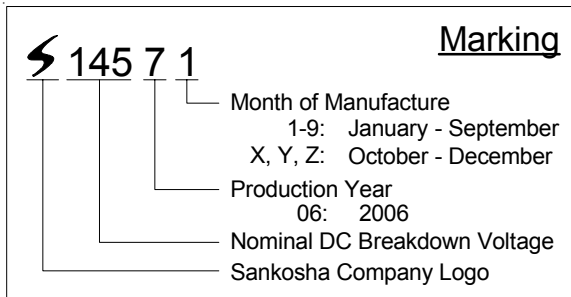 Marking
145 7 1
Month of Manufacture
1-9: January - September
X, Y, Z: October - December
Production Year
06: 2006
Nominal DC Breakdown Voltage
Sankosha Company Logo